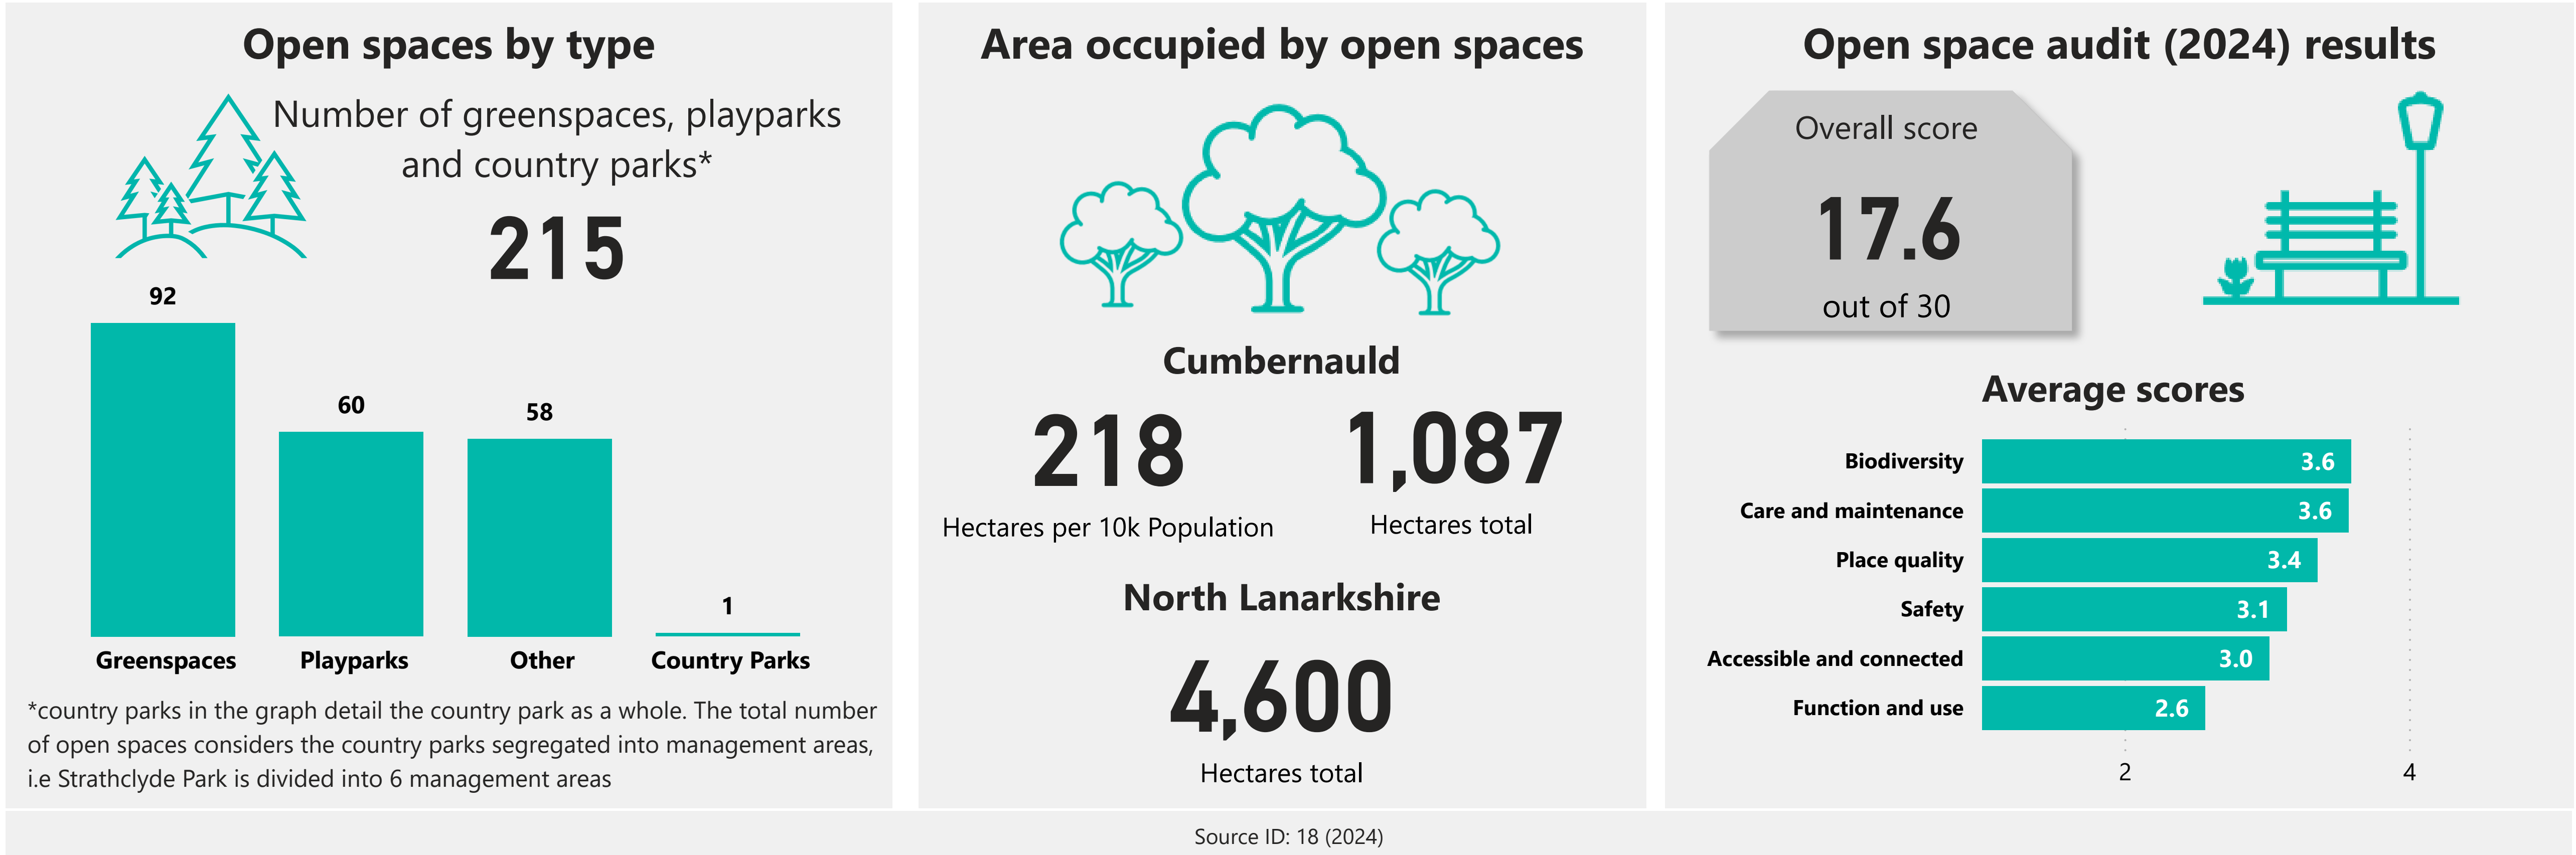 Open spaces by type
Number of greenspaces, playparks
and country parks*
215
92
60
58
1
Greenspaces
Playparks
Other
Country Parks
*country parks in the graph detail the country park as a whole. The total number
of open spaces considers the country parks segregated into management areas,
i.e Strathclyde Park is divided into 6 management areas
Area occupied by open spaces
Cumbernauld
218
Hectares per 10k Population
1,087
Hectares total
North Lanarkshire
4,600
Hectares total
Open space audit (2024) results
Overall score
17.6
out of 30
Average scores
Biodiversity 3.6
Care and maintenance 3.6
Place quality 3.4
Safety 3.1
Accessible and connected 3.0
Function and use 2.6
2 4
Source ID: 18 (2024)